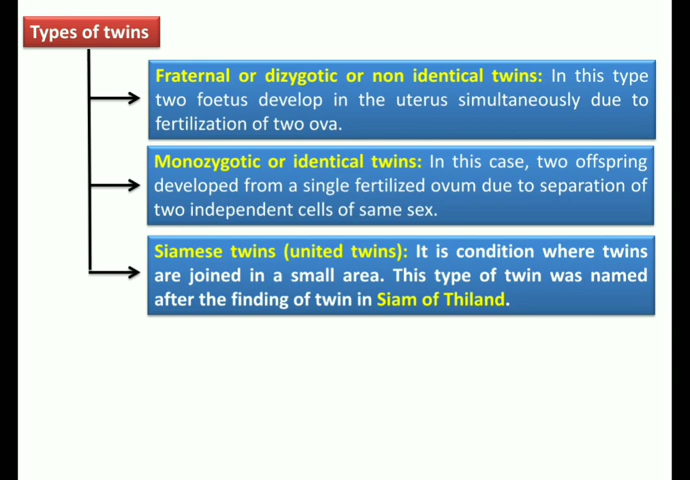 Types of twins
Fraternal or dizygotic or non identical twins: In this type
two foetus develop in the uterus simultaneously due to
fertilization of two ova.
Monozygotic or identical twins: In this case, two offspring
developed from a single fertilized ovum due to separation of
two independent cells of same sex.
Siamese twins (united twins): It is condition where twins
are joined in a small area. This type of twin was named
after the finding of twin in Siam of Thiland.